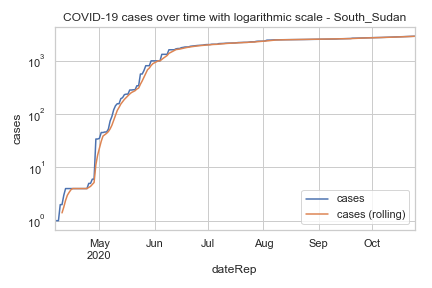 COVID-19 cases over time with logarithmic scale - South_Sudan
cases
10³
10²
10¹
10⁰
May
2020
Jun
Jul
Aug
Sep
Oct
dateRep
cases
cases (rolling)